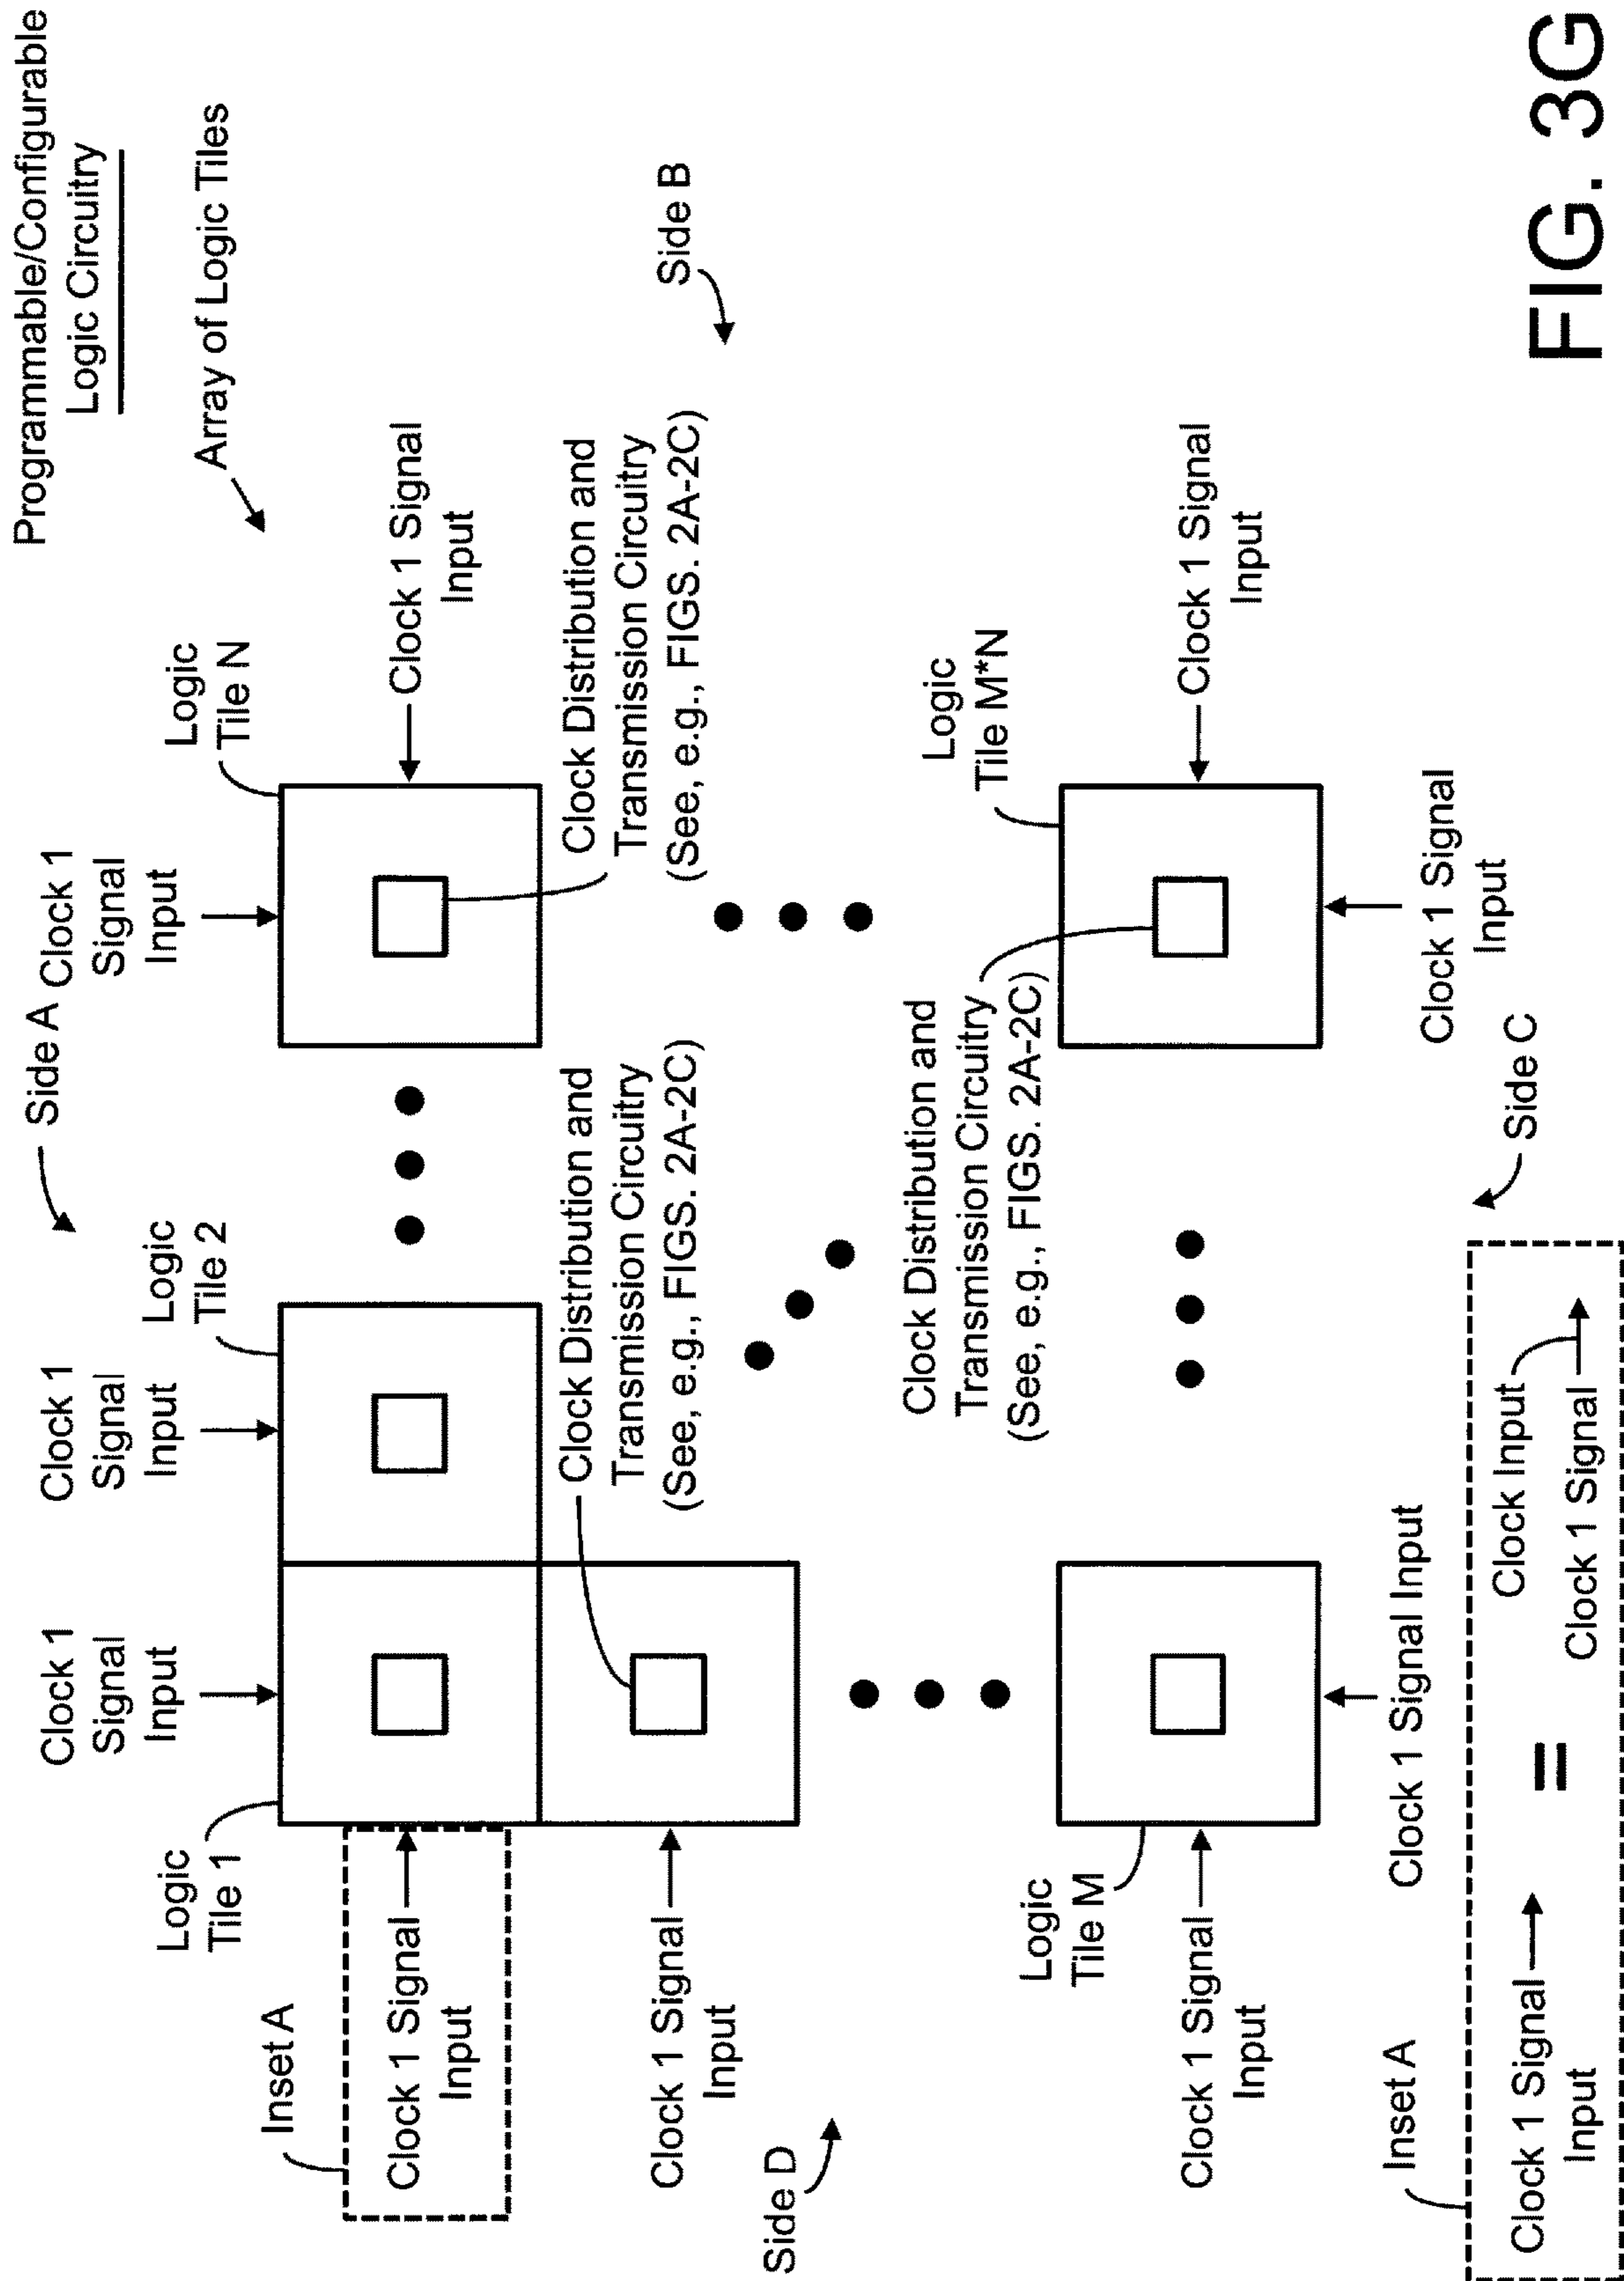 Programmable/Configurable
Logic Circuitry
Array of Logic Tiles
Side A
Clock 1
Signal
Input
Clock 1
Signal
Input
Clock 1
Signal
Input
Logic
Tile 1
Logic
Tile 2
Logic
Tile N
Inset A
Clock 1 Signal
Input
Clock 1 Signal
Input
Clock Distribution and
Transmission Circuitry
(See, e.g., FIGS. 2A-2C)
Clock Distribution and
Transmission Circuitry
(See, e.g., FIGS. 2A-2C)
Clock 1 Signal
Input
Side B
Side D
Clock Distribution and
Transmission Circuitry
(See, e.g., FIGS. 2A-2C)
Logic
Tile M
Logic
Tile M*N
Clock 1 Signal
Input
Clock 1 Signal
Input
Clock 1 Signal Input
Clock 1 Signal
Input
Side C
Inset A
Clock 1 Signal
Input
=
Clock Input
Clock 1 Signal
FIG. 3G